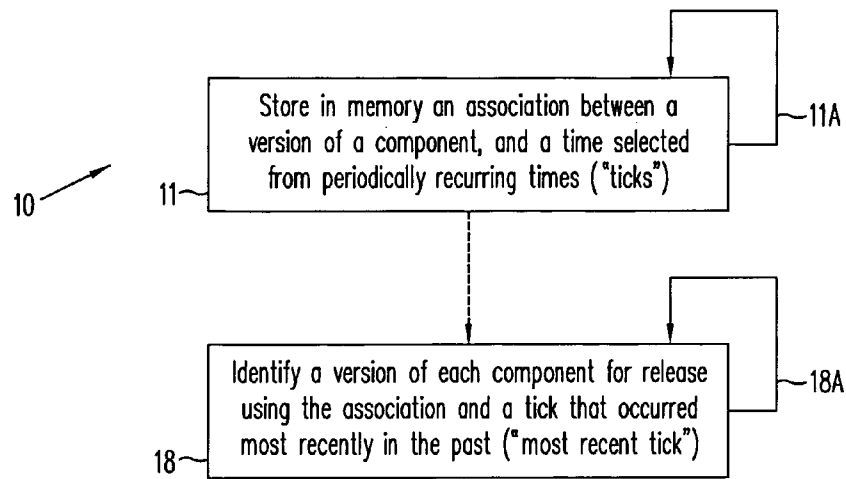 Store in memory an association between a
version of a component, and a time selected
from periodically recurring times ("ticks")
11A
11
10
Identify a version of each component for release
using the association and a tick that occurred
most recently in the past ("most recent tick")
18A
18